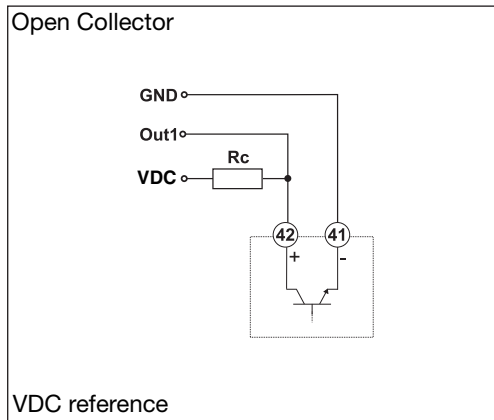 Open Collector
GND
Out1
Rc
VDC
42 41
+ -
VDC reference